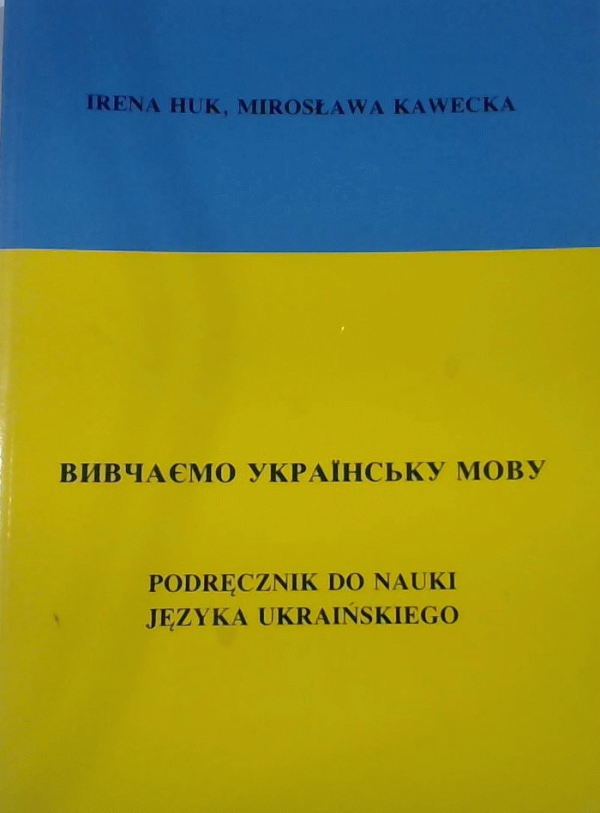 IRENA HUK, MIROSŁAWA KAWECKA
ВИВЧАЄМО УКРАЇНСЬКУ МОВУ
PODRĘCZNIK DO NAUKI
JĘZYKA UKRAIŃSKIEGO